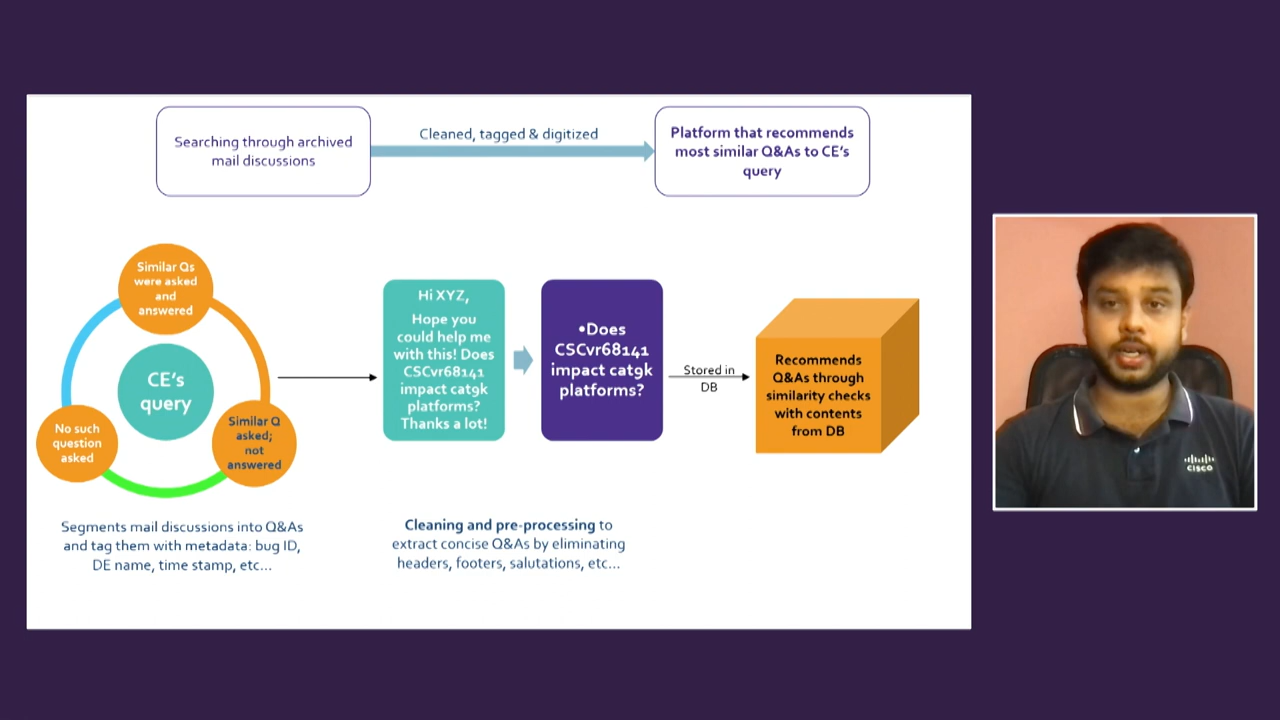 Searching through archived
mail discussions
Cleaned, tagged & digitized
Platform that recommends
most similar Q&As to CE's
query
Similar Qs
were asked
and
answered
CE's
query
No such
question
asked
Similar Q
asked;
not
answered
Segments mail discussions into Q&As
and tag them with metadata: bug ID,
DE name, time stamp, etc...
Hi XYZ,
Hope you
could help me
with this! Does
CSCvr68141
impact cat9k
platforms?
Thanks a lot!
•Does
CSCvr68141
impact cat9k
platforms?
Cleaning and pre-processing to
extract concise Q&As by eliminating
headers, footers, salutations, etc...
Stored in
DB
Recommends
Q&As through
similarity checks
with contents
from DB
CISCO